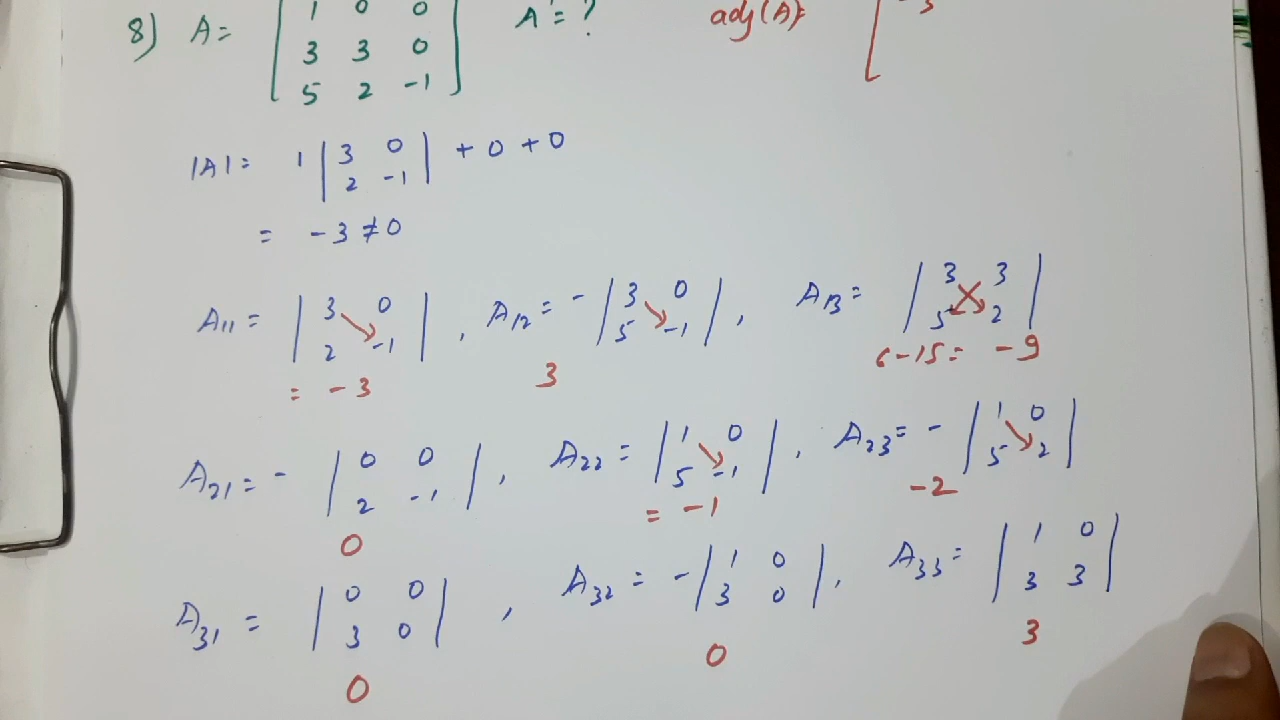 8) A = [ 1 0 0 A⁻¹ = ? adj(A) = [ -3
3 3 0
5 2 -1 ]
|A| = 1 | 3 0 | + 0 + 0
2 -1
= -3 ≠ 0
A11 = | 3 0 | , A12 = - | 3 0 | , A13 = | 3 3 |
2 -1 5 -1 5 2
= -3 3 6-15 = -9
A21 = - | 0 0 | , A22 = | 1 0 | , A23 = - | 1 0 |
2 -1 5 -1 5 2
0 = -1 -2
A31 = | 0 0 | , A32 = - | 1 0 | , A33 = | 1 0 |
3 0 3 0 3 3
0 0 3